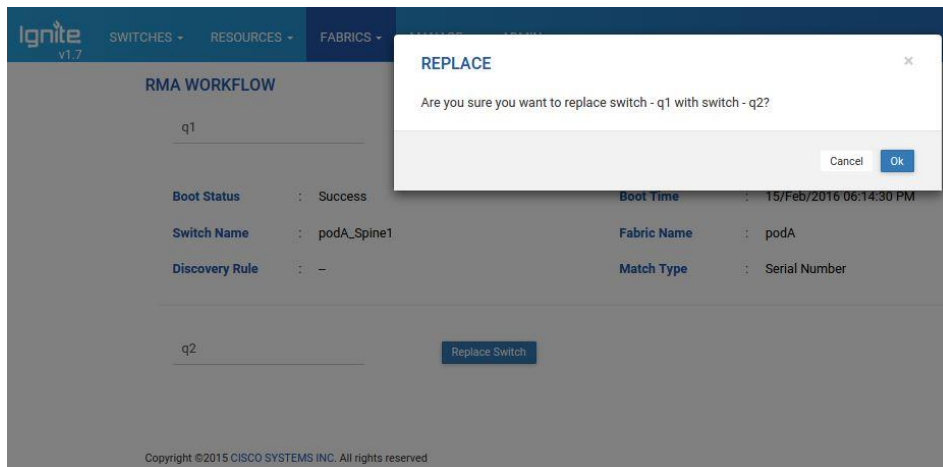 Ignite
v1.7
SWITCHES
RESOURCES
FABRICS
REPLACE
×
Are you sure you want to replace switch - q1 with switch - q2?
Cancel
Ok
RMA WORKFLOW
q1
Boot Status : Success
Boot Time : 15/Feb/2016 06:14:30 PM
Switch Name : podA_Spine1
Fabric Name : podA
Discovery Rule : –
Match Type : Serial Number
q2
Replace Switch
Copyright ©2015 CISCO SYSTEMS INC. All rights reserved